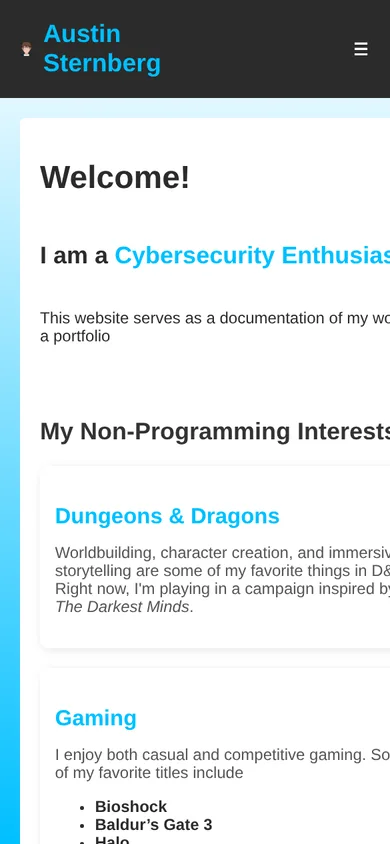 Austin
Sternberg
☰
Welcome!
I am a Cybersecurity Enthusias
This website serves as a documentation of my wo
a portfolio
My Non-Programming Interests
Dungeons & Dragons
Worldbuilding, character creation, and immersiv
storytelling are some of my favorite things in D&
Right now, I'm playing in a campaign inspired by
The Darkest Minds.
Gaming
I enjoy both casual and competitive gaming. So
of my favorite titles include
• Bioshock
• Baldur’s Gate 3
• Halo